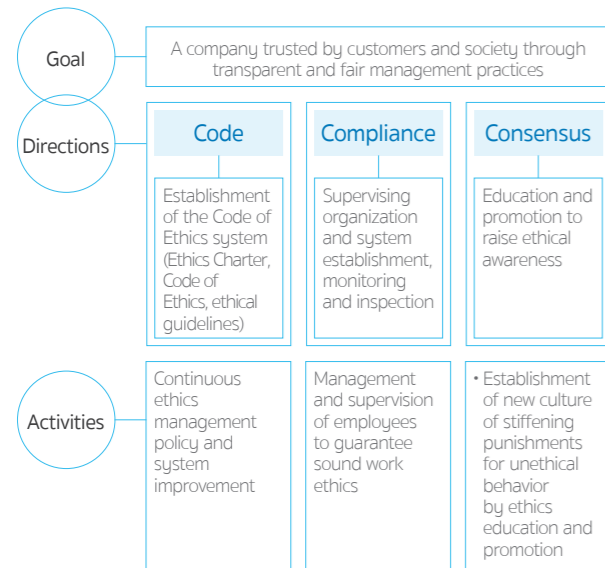 Goal
A company trusted by customers and society through
transparent and fair management practices
Directions
Code
Establishment
of the Code of
Ethics system
(Ethics Charter,
Code of
Ethics, ethical
guidelines)
Compliance
Supervising
organization
and system
establishment,
monitoring
and inspection
Consensus
Education and
promotion to
raise ethical
awareness
Activities
Continuous
ethics
management
policy and
system
improvement
Management
and supervision
of employees
to guarantee
sound work
ethics
• Establishment
of new culture
of stiffening
punishments
for unethical
behavior
by ethics
education and
promotion